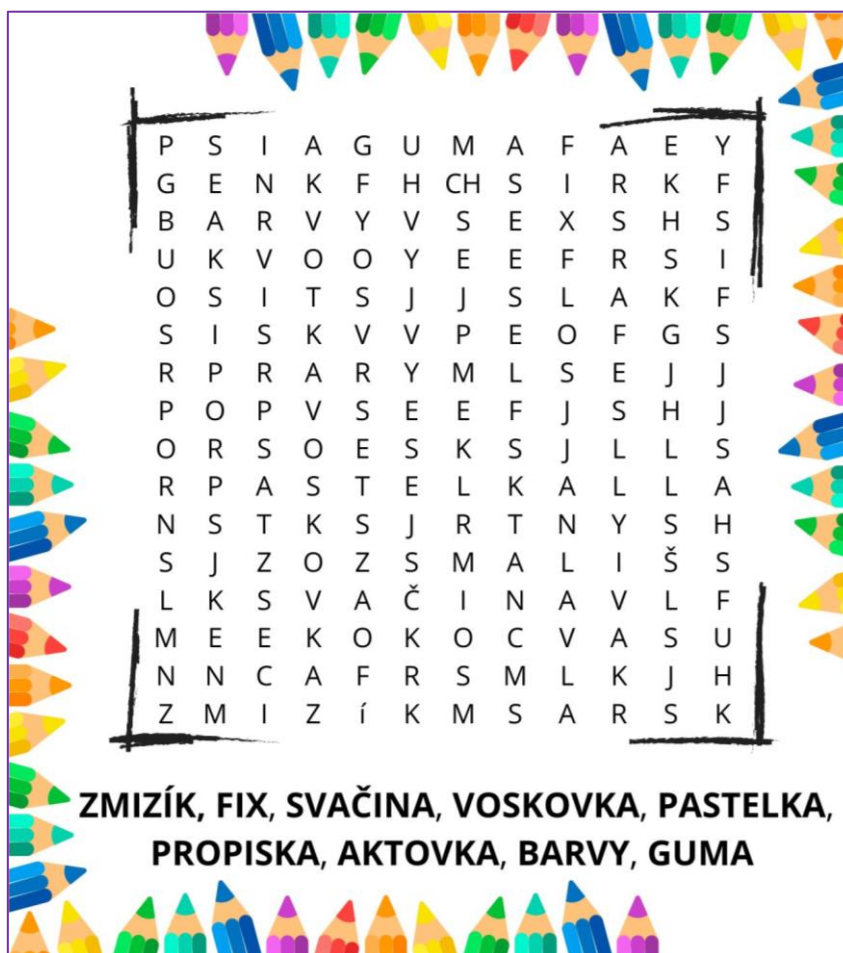 P S I A G U M A F A E Y
G E N K F H CH S I R K F
B A R V Y V S E X S H S
U K V O O Y E E F R S I
O S I T S J J S L A K F
S I S K V V P E O F G S
R P R A R Y M L S E J J
P O P V S E E F J S H J
O R S O E S K S J L L S
R P A S T E L K A L L A
N S T K S J R T N Y S H
S J Z O Z S M A L I Š S
L K S V A Č I N A V L F
M E E K O K O C V A S U
N N C A F R S M L K J H
Z M I Z í K M S A R S K
ZMIZÍK, FIX, SVAČINA, VOSKOVKA, PASTELKA,
PROPISKA, AKTOVKA, BARVY, GUMA